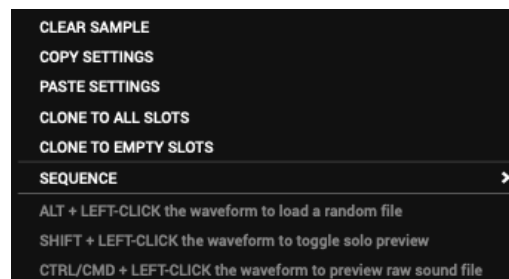 CLEAR SAMPLE
COPY SETTINGS
PASTE SETTINGS
CLONE TO ALL SLOTS
CLONE TO EMPTY SLOTS
SEQUENCE
ALT + LEFT-CLICK the waveform to load a random file
SHIFT + LEFT-CLICK the waveform to toggle solo preview
CTRL/CMD + LEFT-CLICK the waveform to preview raw sound file